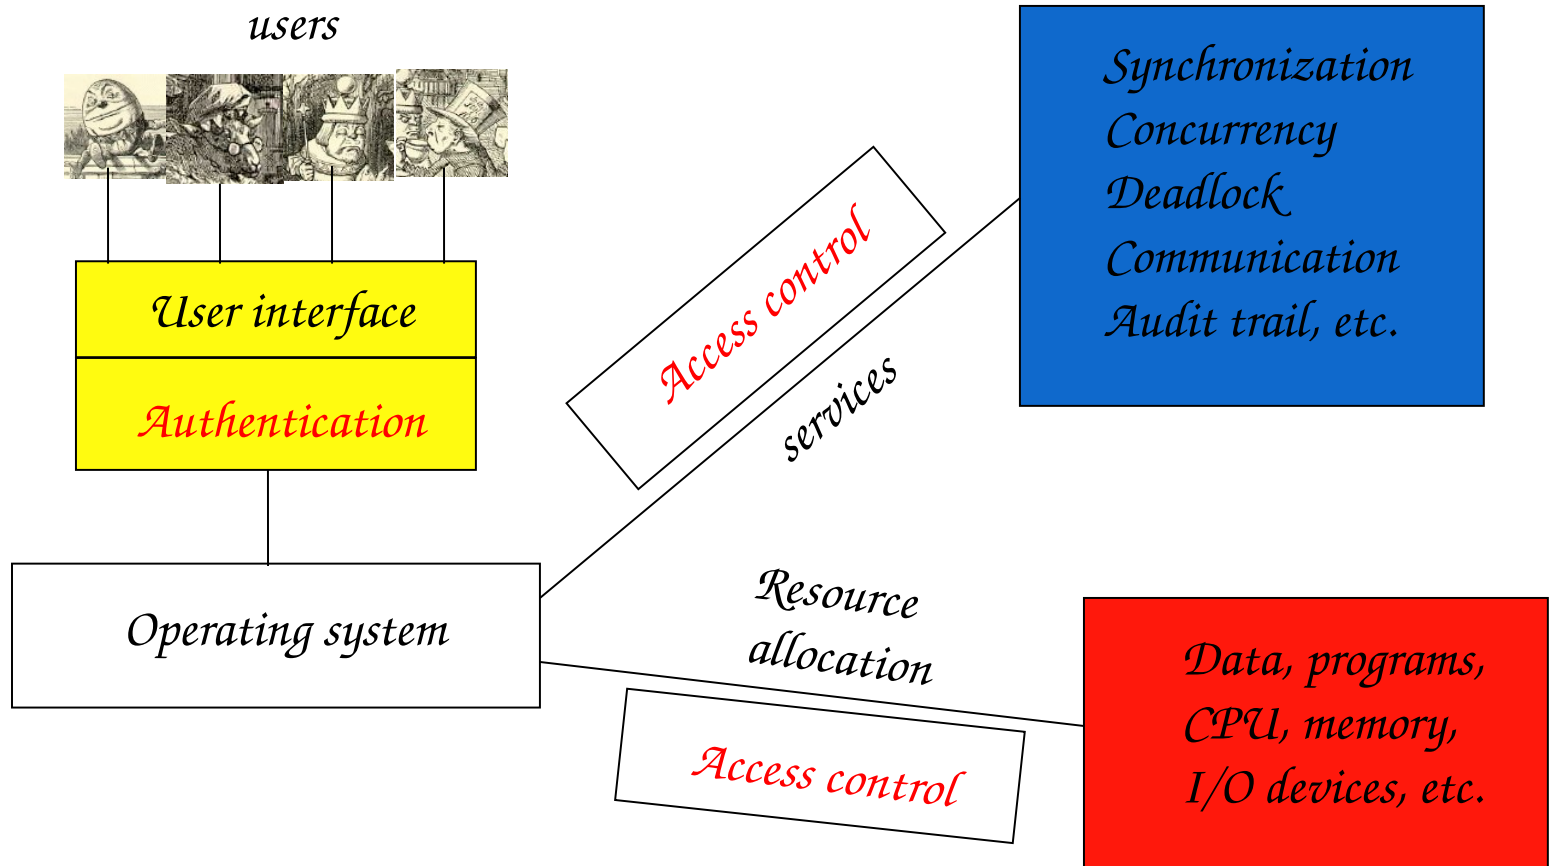 users
User interface
Authentication
Operating system
Access control
services
Resource
allocation
Access control
Synchronization
Concurrency
Deadlock
Communication
Audit trail, etc.
Data, programs,
CPU, memory,
I/O devices, etc.